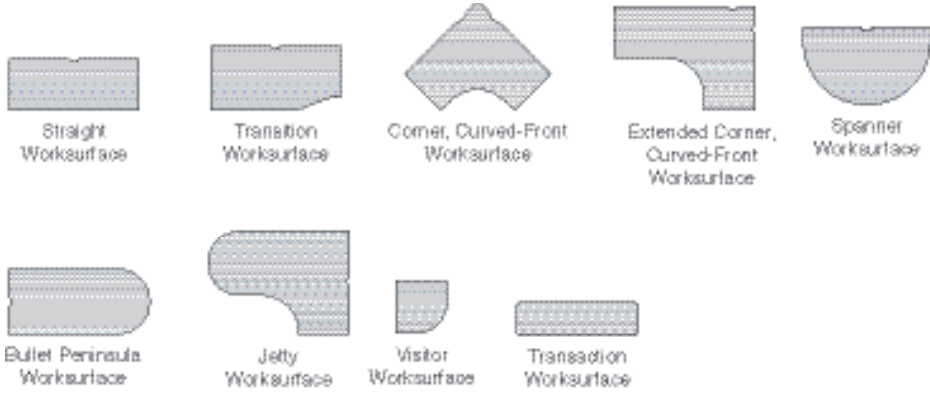 Straight
Worksurface
Transition
Worksurface
Corner, Curved-Front
Worksurface
Extended Corner,
Curved-Front
Worksurface
Spanner
Worksurface
Bullet Peninsula
Worksurface
Jetty
Worksurface
Visitor
Worksurface
Transaction
Worksurface